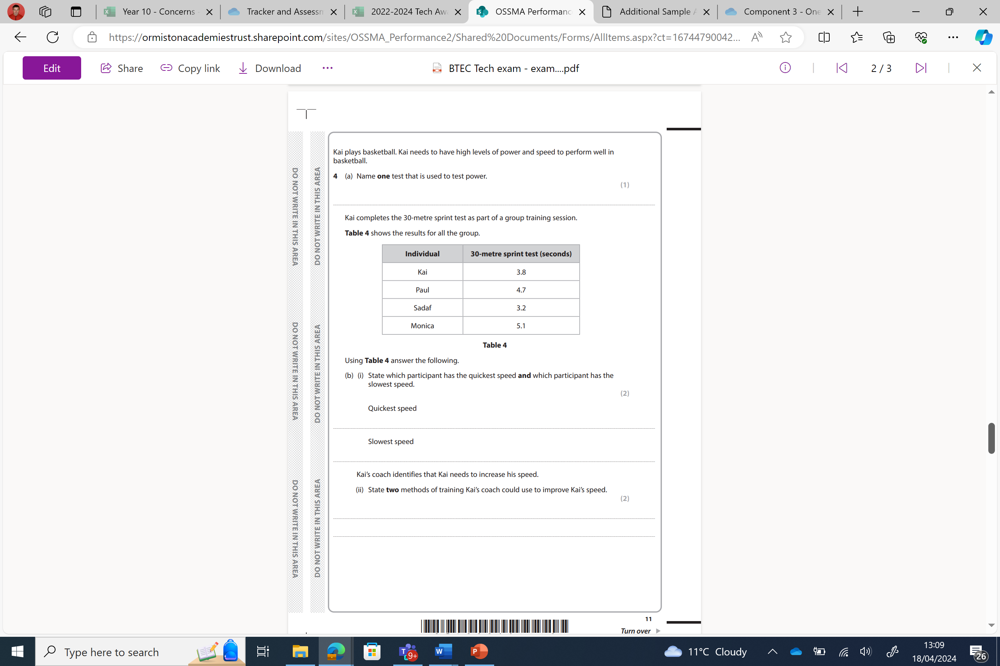 Year 10 - Concerns
Tracker and Assessm
2022-2024 Tech Aw
OSSMA Performanc
Additional Sample A
Component 3 - One
https://ormistonacademiestrust.sharepoint.com/sites/OSSMA_Performance2/Shared%20Documents/Forms/AllItems.aspx?ct=16744790042...
Edit
Share
Copy link
Download
BTEC Tech exam - exam....pdf
2 / 3
Kai plays basketball. Kai needs to have high levels of power and speed to perform well in
basketball.
4 (a) Name one test that is used to test power.
(1)
Kai completes the 30-metre sprint test as part of a group training session.
Table 4 shows the results for all the group.
Individual 30-metre sprint test (seconds)
Kai 3.8
Paul 4.7
Sadaf 3.2
Monica 5.1
Table 4
Using Table 4 answer the following.
(b) (i) State which participant has the quickest speed and which participant has the
slowest speed.
(2)
Quickest speed
Slowest speed
Kai's coach identifies that Kai needs to increase his speed.
(ii) State two methods of training Kai's coach could use to improve Kai's speed.
(2)
DO NOT WRITE IN THIS AREA
DO NOT WRITE IN THIS AREA
DO NOT WRITE IN THIS AREA
DO NOT WRITE IN THIS AREA
DO NOT WRITE IN THIS AREA
DO NOT WRITE IN THIS AREA
11
Turn over
Type here to search
9+
11°C Cloudy
13:09
18/04/2024
26